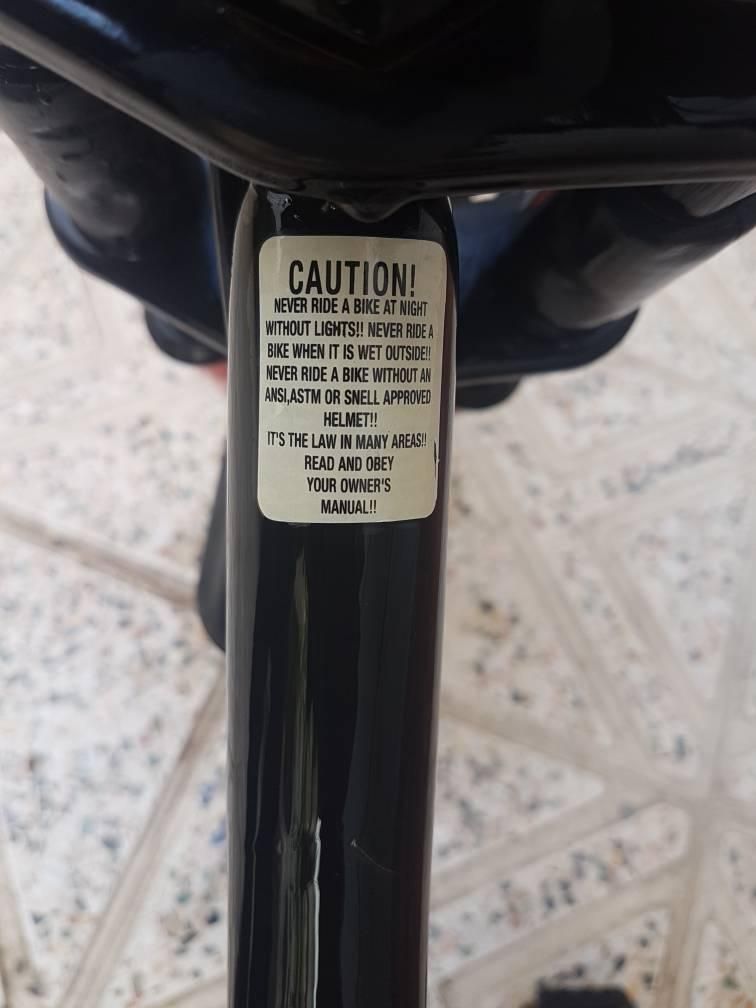 CAUTION!
NEVER RIDE A BIKE AT NIGHT
WITHOUT LIGHTS!! NEVER RIDE A
BIKE WHEN IT IS WET OUTSIDE!!
NEVER RIDE A BIKE WITHOUT AN
ANSI,ASTM OR SNELL APPROVED
HELMET!!
IT'S THE LAW IN MANY AREAS!!
READ AND OBEY
YOUR OWNER'S
MANUAL!!